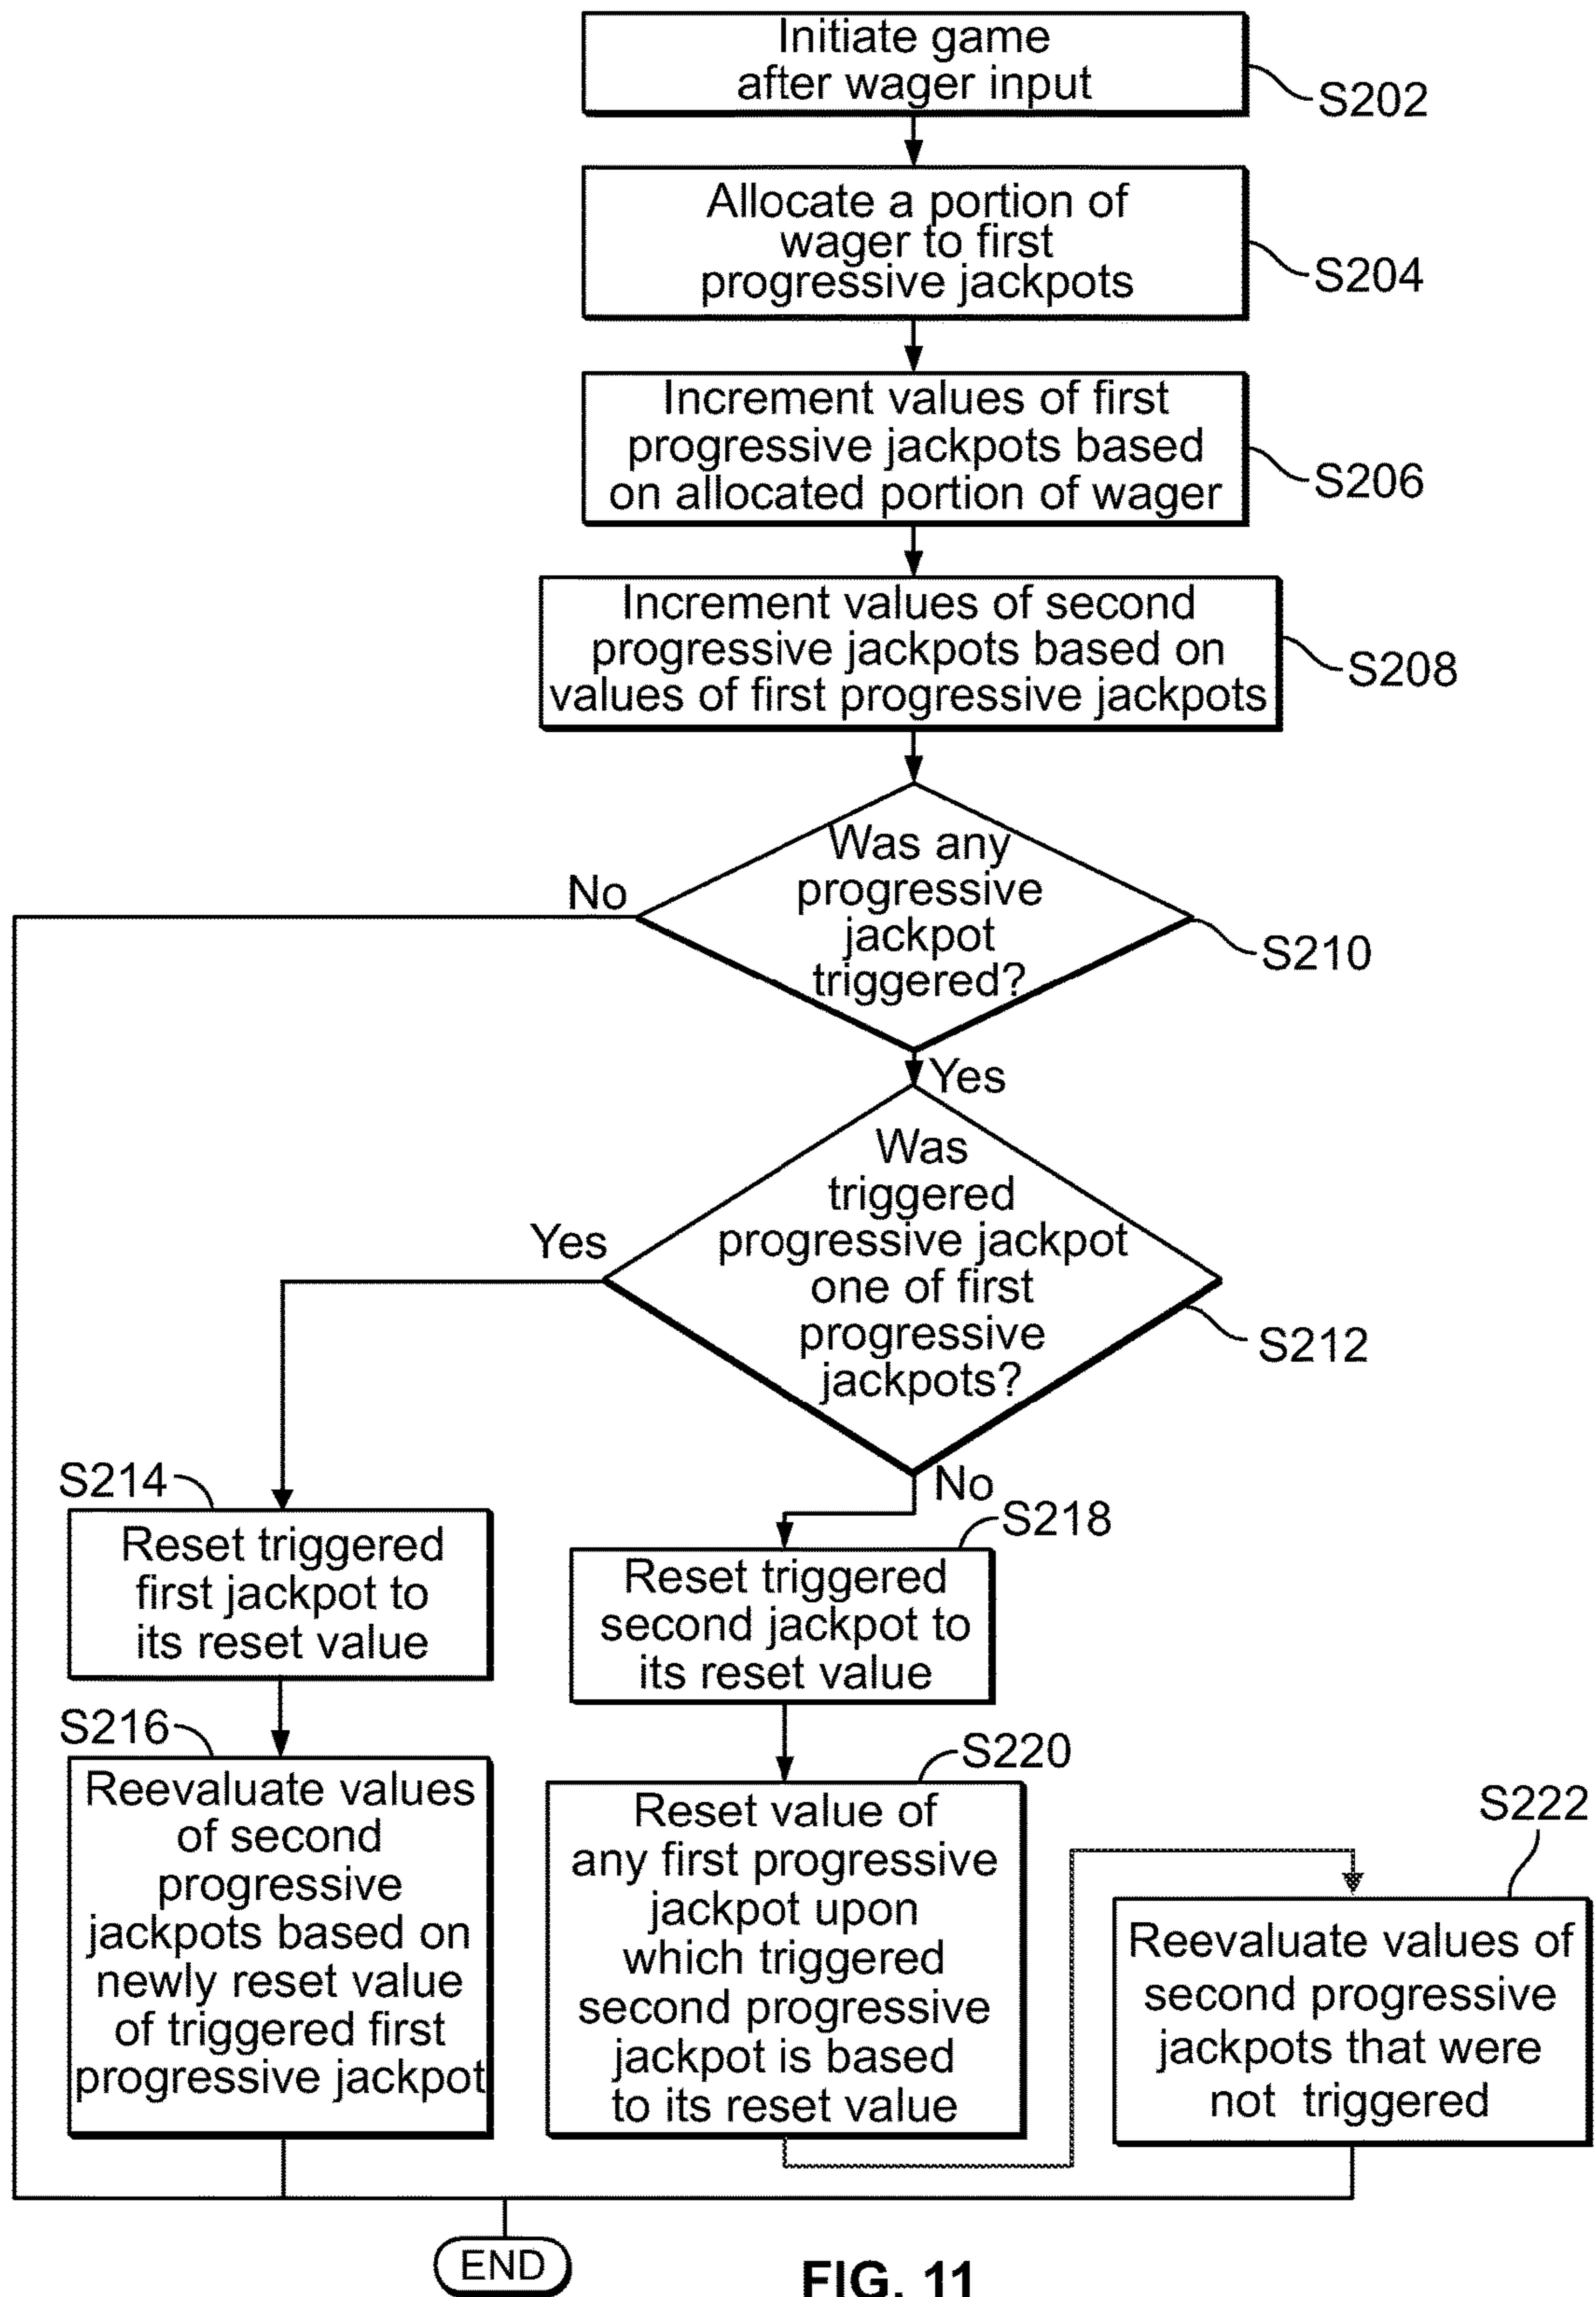 Initiate game
after wager input
S202
Allocate a portion of
wager to first
progressive jackpots
S204
Increment values of first
progressive jackpots based
on allocated portion of wager
S206
Increment values of second
progressive jackpots based on
values of first progressive jackpots
S208
Was any
progressive
jackpot
triggered?
No
S210
Yes
Was
triggered
progressive jackpot
one of first
progressive
jackpots?
Yes
S212
No
S214
Reset triggered
first jackpot to
its reset value
S218
Reset triggered
second jackpot to
its reset value
S216
Reevaluate values
of second
progressive
jackpots based on
newly reset value
of triggered first
progressive jackpot
S220
Reset value of
any first progressive
jackpot upon
which triggered
second progressive
jackpot is based
to its reset value
S222
Reevaluate values of
second progressive
jackpots that were
not triggered
END
FIG. 11